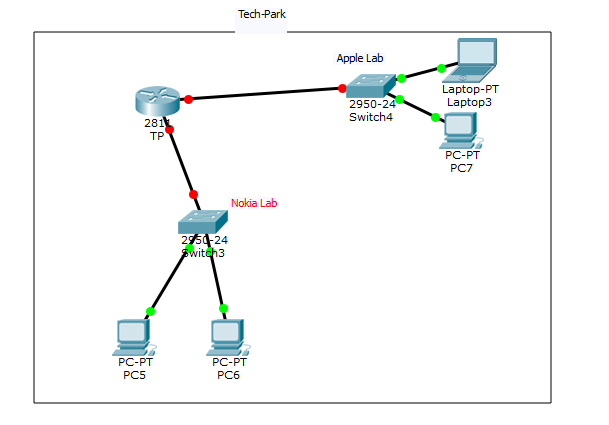 Tech-Park
Apple Lab
2950-24
Switch4
Laptop-PT
Laptop3
PC-PT
PC7
2811
TP
Nokia Lab
2950-24
Switch3
PC-PT
PC5
PC-PT
PC6